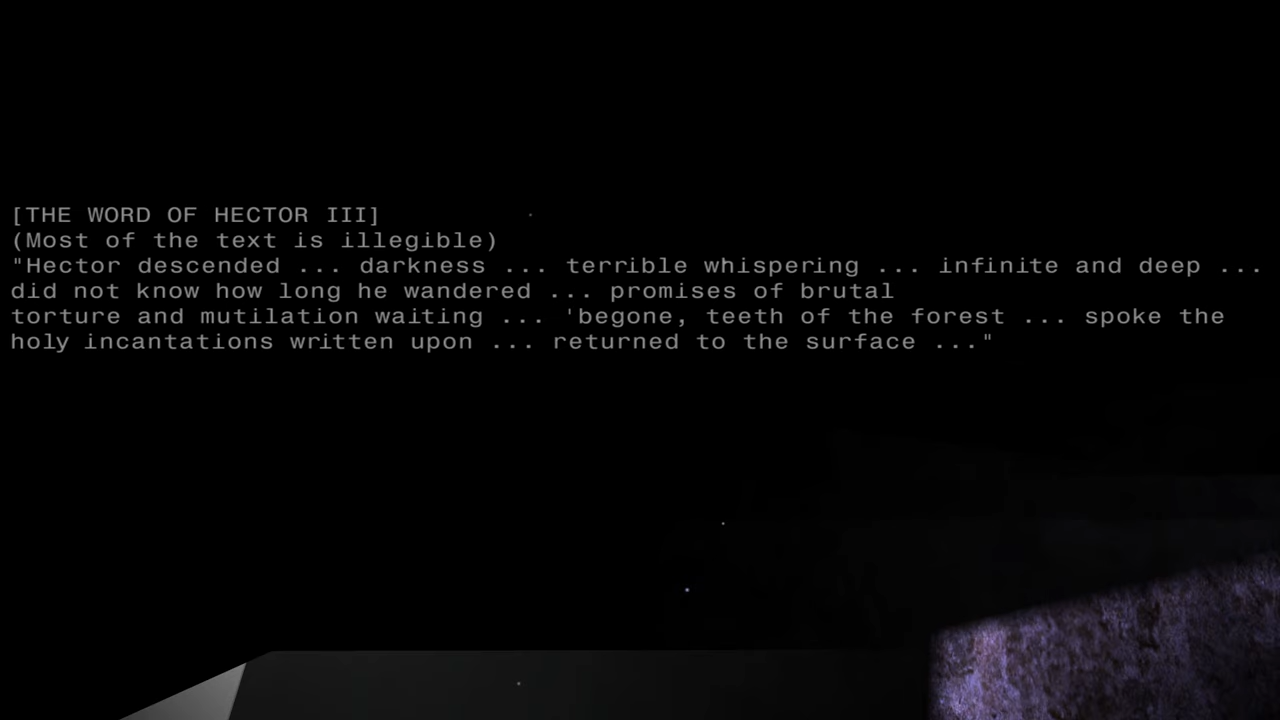 [THE WORD OF HECTOR III]
(Most of the text is illegible)
"Hector descended ... darkness ... terrible whispering ... infinite and deep ...
did not know how long he wandered ... promises of brutal
torture and mutilation waiting ... 'begone, teeth of the forest ... spoke the
holy incantations written upon ... returned to the surface ..."